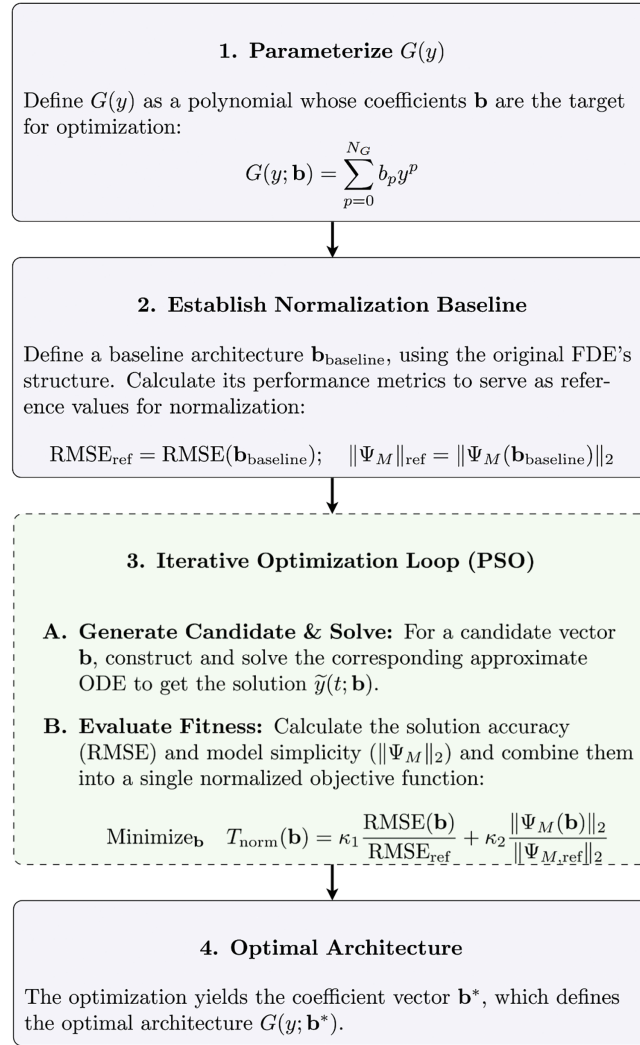 1. Parameterize G(y)
Define G(y) as a polynomial whose coefficients b are the target
for optimization:
G(y; b) = ∑_{p=0}^{N_G} b_p y^p
2. Establish Normalization Baseline
Define a baseline architecture b_baseline, using the original FDE's
structure. Calculate its performance metrics to serve as refer-
ence values for normalization:
RMSE_ref = RMSE(b_baseline); ‖Ψ_M‖_ref = ‖Ψ_M(b_baseline)‖_2
3. Iterative Optimization Loop (PSO)
A. Generate Candidate & Solve: For a candidate vector
b, construct and solve the corresponding approximate
ODE to get the solution ỹ(t; b).
B. Evaluate Fitness: Calculate the solution accuracy
(RMSE) and model simplicity (‖Ψ_M‖_2) and combine them
into a single normalized objective function:
Minimize_b T_norm(b) = κ_1 RMSE(b)/RMSE_ref + κ_2 ‖Ψ_M(b)‖_2/‖Ψ_{M,ref}‖_2
4. Optimal Architecture
The optimization yields the coefficient vector b*, which defines
the optimal architecture G(y; b*).